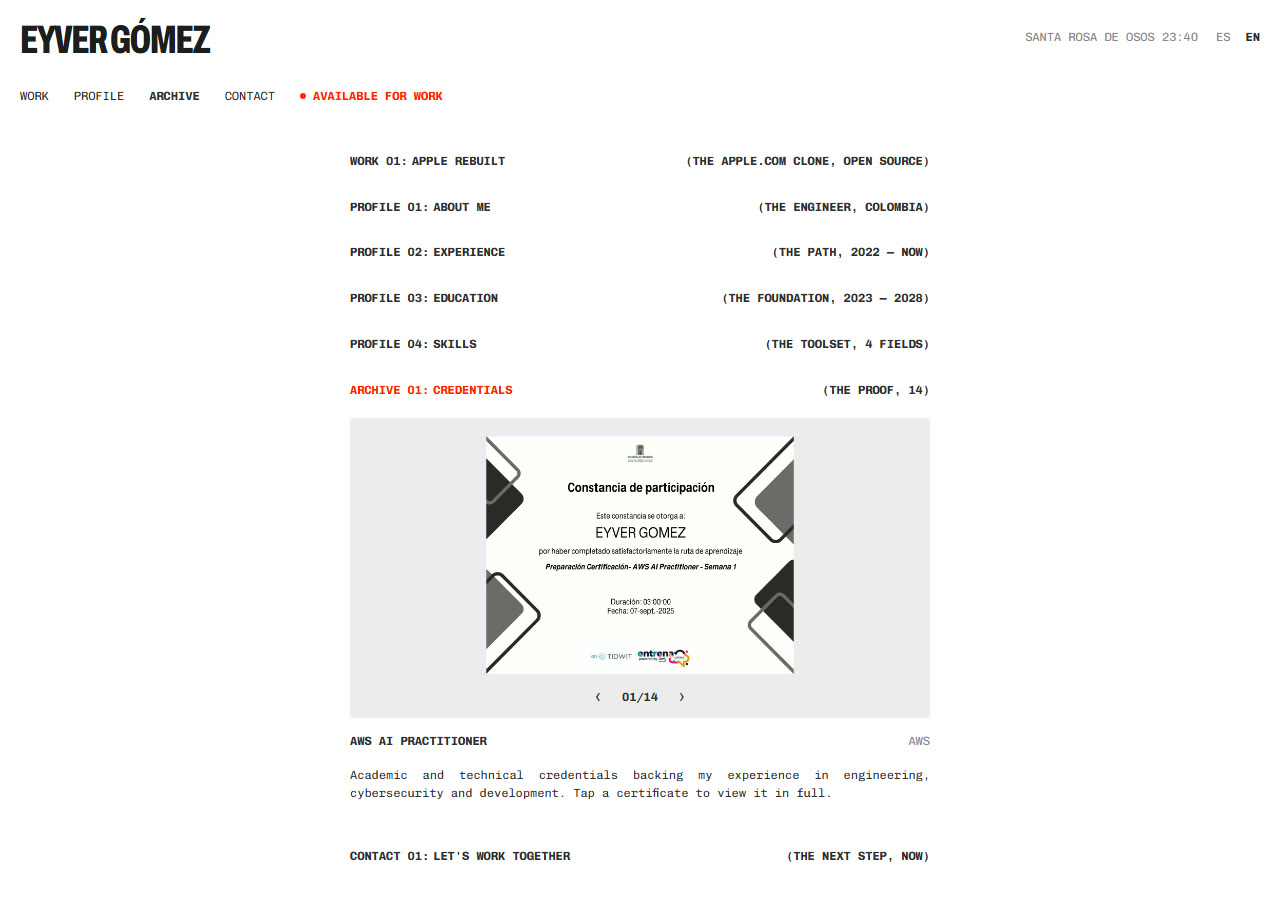 EYVER GÓMEZ
SANTA ROSA DE OSOS 23:40 ES EN
WORK PROFILE ARCHIVE CONTACT AVAILABLE FOR WORK
WORK 01: APPLE REBUILT (THE APPLE.COM CLONE, OPEN SOURCE)
PROFILE 01: ABOUT ME (THE ENGINEER, COLOMBIA)
PROFILE 02: EXPERIENCE (THE PATH, 2022 — NOW)
PROFILE 03: EDUCATION (THE FOUNDATION, 2023 — 2028)
PROFILE 04: SKILLS (THE TOOLSET, 4 FIELDS)
ARCHIVE 01: CREDENTIALS (THE PROOF, 14)
Constancia de participación
Este constancia se otorga a:
EYVER GOMEZ
por haber completado satisfactoriamente la ruta de aprendizaje
Preparación Certificación- AWS AI Practitioner - Semana 1
Duración: 03:00:00
Fecha: 07-sept.-2025
TIDWIT entrena
‹ 01/14 ›
AWS AI PRACTITIONER AWS
Academic and technical credentials backing my experience in engineering,
cybersecurity and development. Tap a certificate to view it in full.
CONTACT 01: LET'S WORK TOGETHER (THE NEXT STEP, NOW)